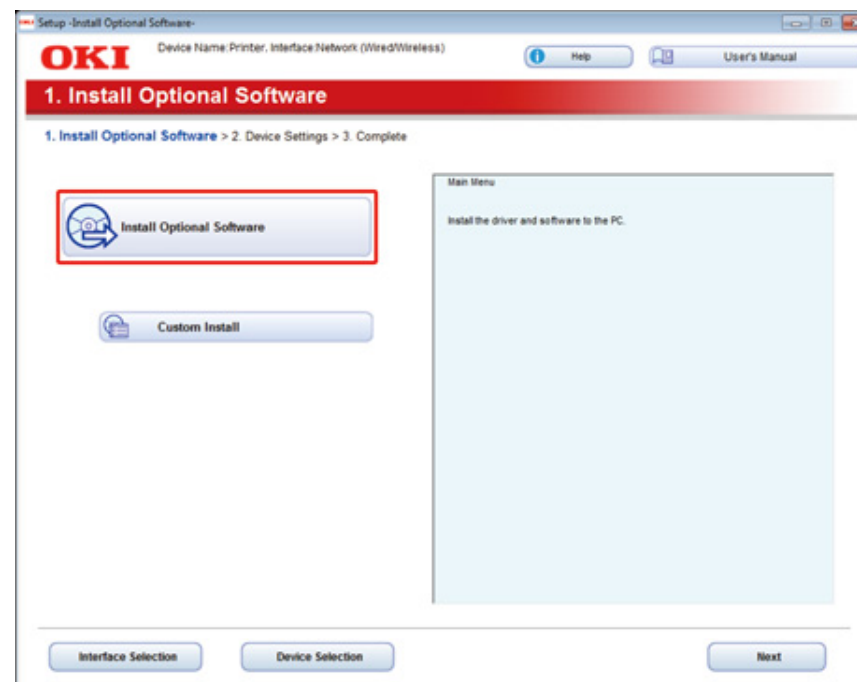 Setup -Install Optional Software-
OKI
Device Name:Printer, Interface:Network (Wired/Wireless)
Help
User's Manual
1. Install Optional Software
1. Install Optional Software > 2. Device Settings > 3. Complete
Install Optional Software
Custom Install
Main Menu
Install the driver and software to the PC.
Interface Selection
Device Selection
Next